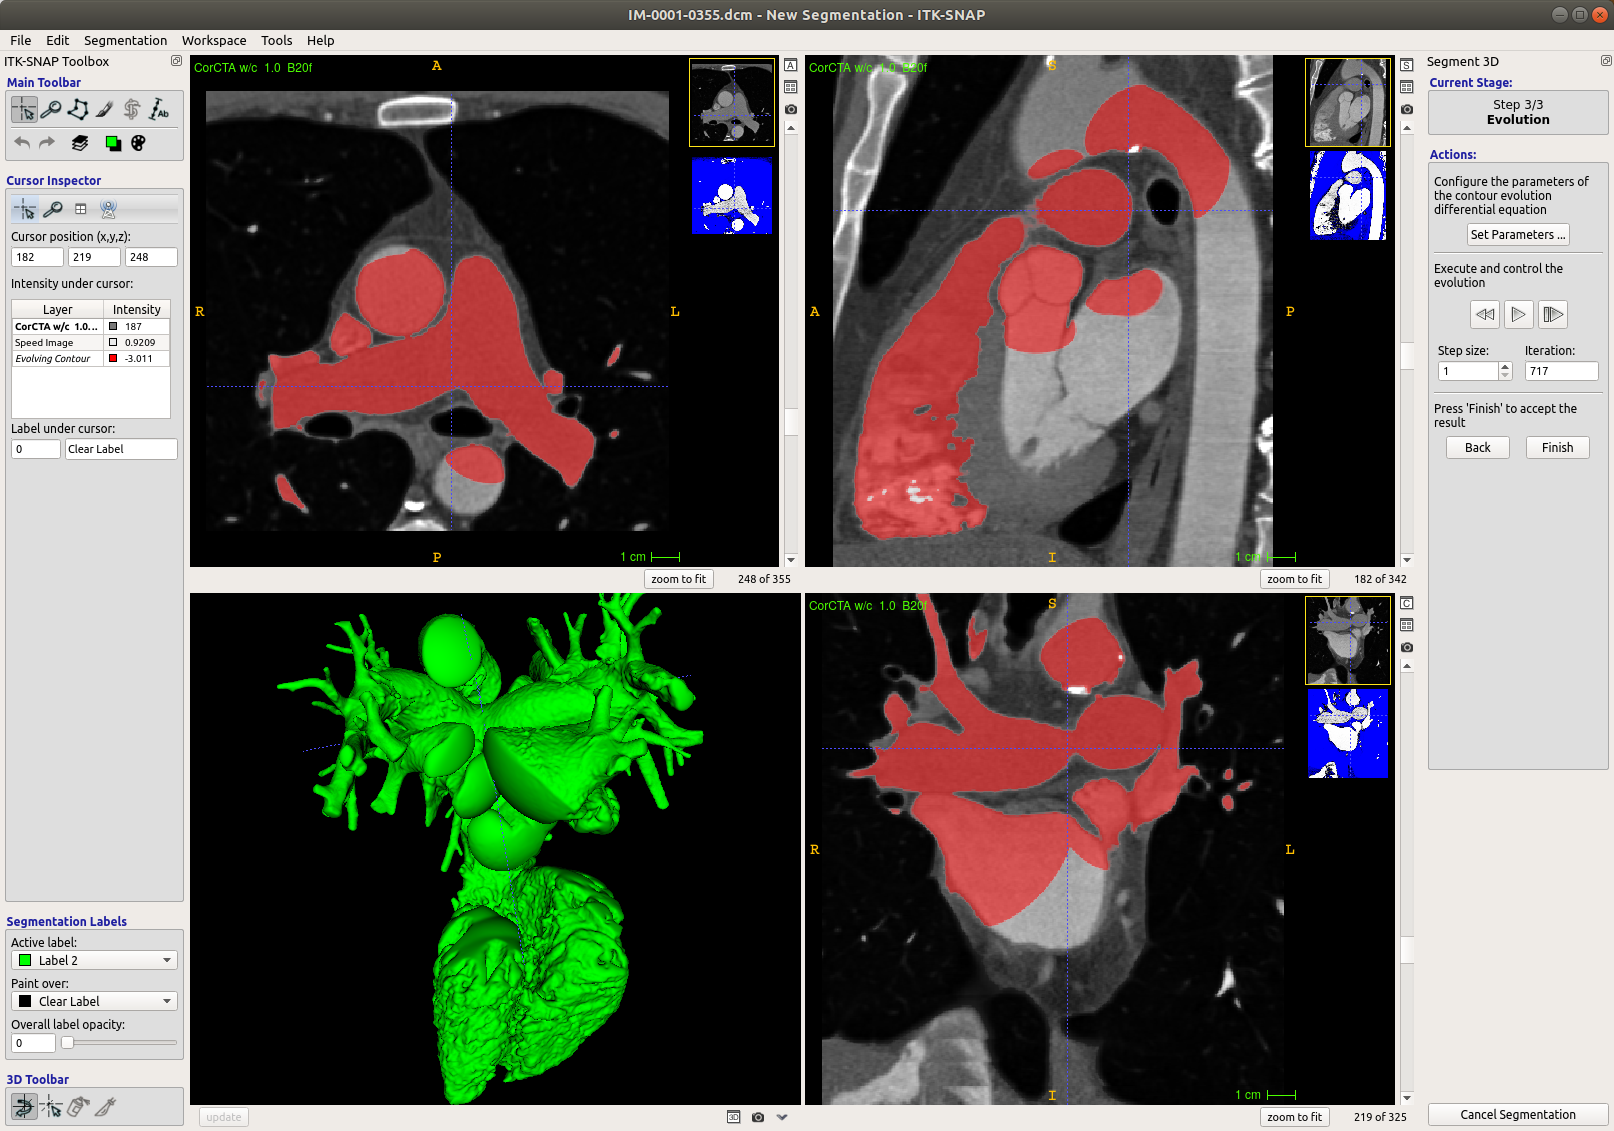 IM-0001-0355.dcm - New Segmentation - ITK-SNAP
File Edit Segmentation Workspace Tools Help
ITK-SNAP Toolbox
Main Toolbar
Ab
Cursor Inspector
Cursor position (x,y,z):
182 219 248
Intensity under cursor:
Layer Intensity
CorCTA w/c 1.0... 187
Speed Image 0.9209
Evolving Contour -3.011
Label under cursor:
0 Clear Label
Segmentation Labels
Active label:
Label 2
Paint over:
Clear Label
Overall label opacity:
0
3D Toolbar
CorCTA w/c 1.0 B20f
A
R
L
P
1 cm
A
zoom to fit 248 of 355
CorCTA w/c 1.0 B20f
S
A
P
I
1 cm
S
zoom to fit 182 of 342
update
3D
CorCTA w/c 1.0 B20f
S
R
L
I
1 cm
C
zoom to fit 219 of 325
Segment 3D
Current Stage:
Step 3/3
Evolution
Actions:
Configure the parameters of
the contour evolution
differential equation
Set Parameters ...
Execute and control the
evolution
Step size: Iteration:
1 717
Press 'Finish' to accept the
result
Back Finish
Cancel Segmentation